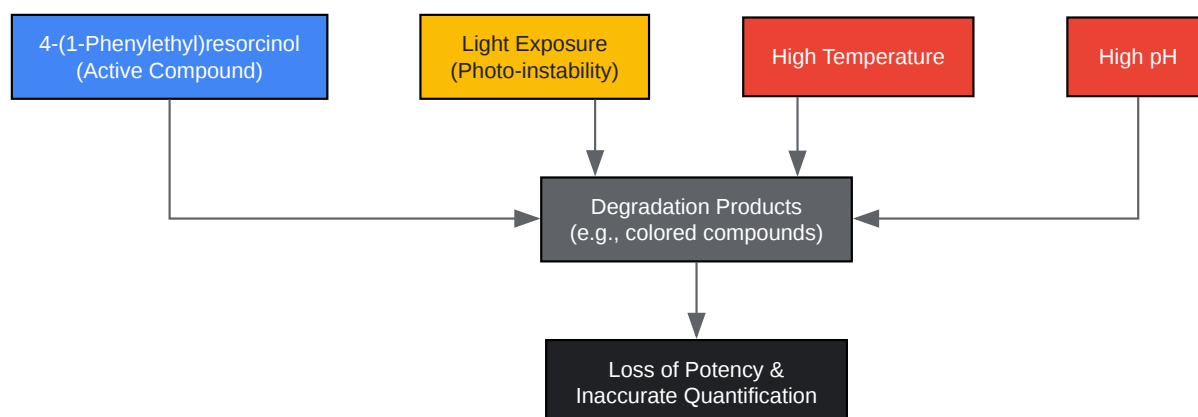 4-(1-Phenylethyl)resorcinol
(Active Compound)
Light Exposure
(Photo-instability)
High Temperature
High pH
Degradation Products
(e.g., colored compounds)
Loss of Potency &
Inaccurate Quantification